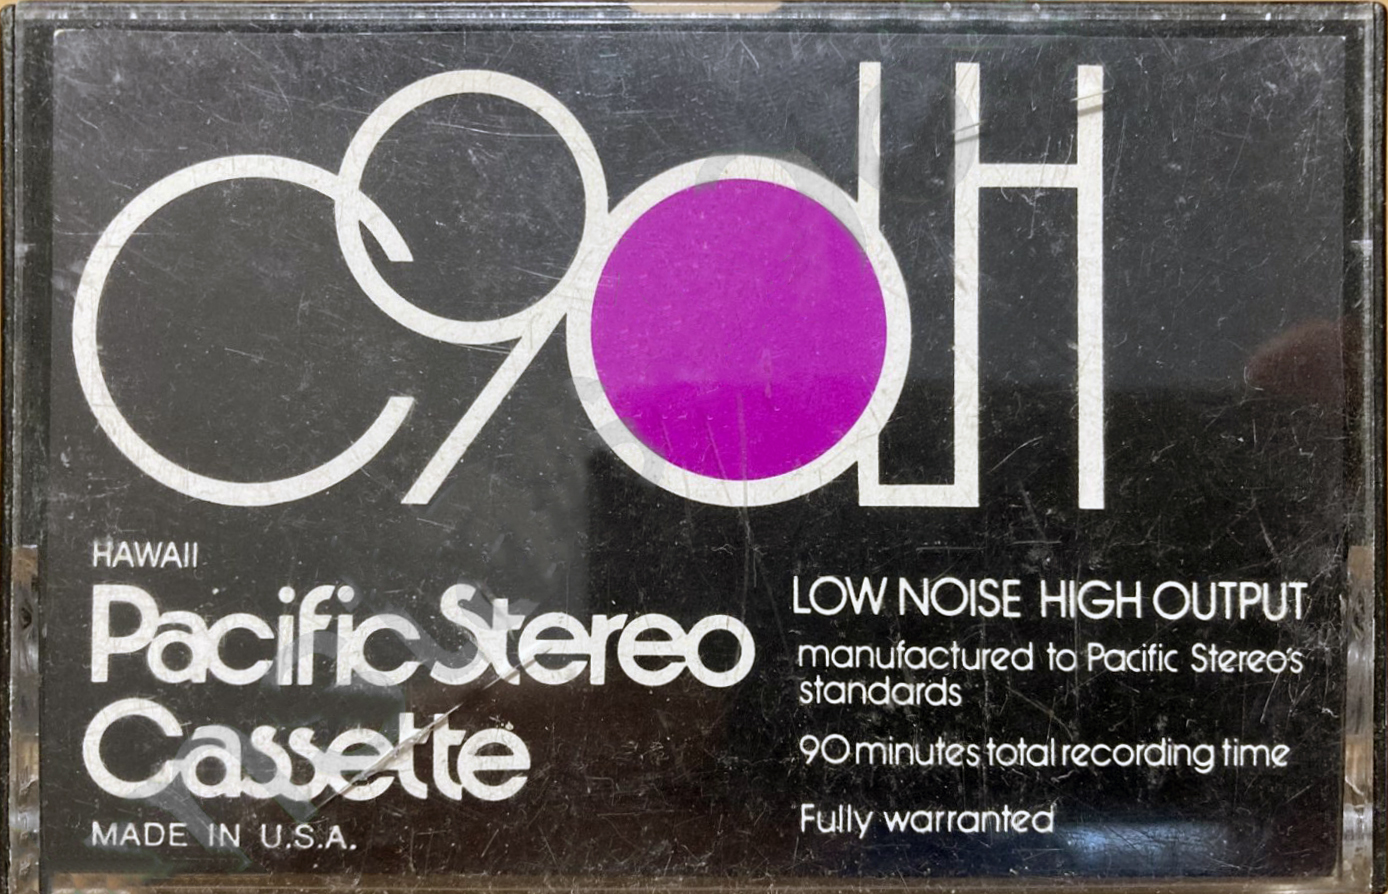 C90LH
HAWAII
Pacific Stereo
Cassette
MADE IN U.S.A.
LOW NOISE HIGH OUTPUT
manufactured to Pacific Stereo's
standards
90 minutes total recording time
Fully warranted